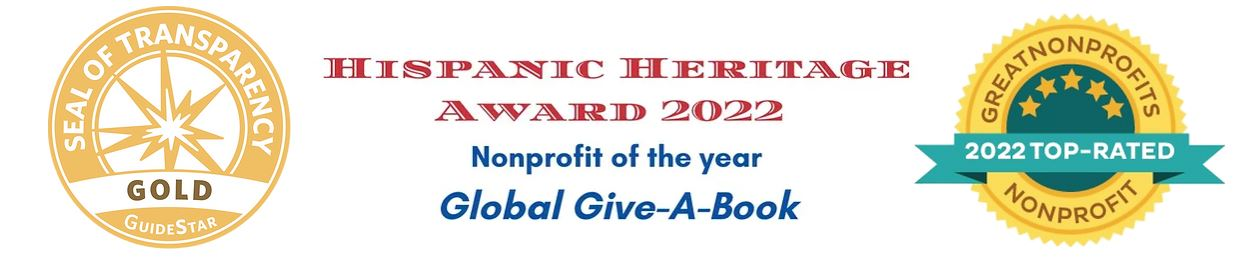 SEAL OF TRANSPARENCY
GOLD
GUIDESTAR
HISPANIC HERITAGE
AWARD 2022
Nonprofit of the year
Global Give-A-Book
GREATNONPROFITS
2022 TOP-RATED
NONPROFIT